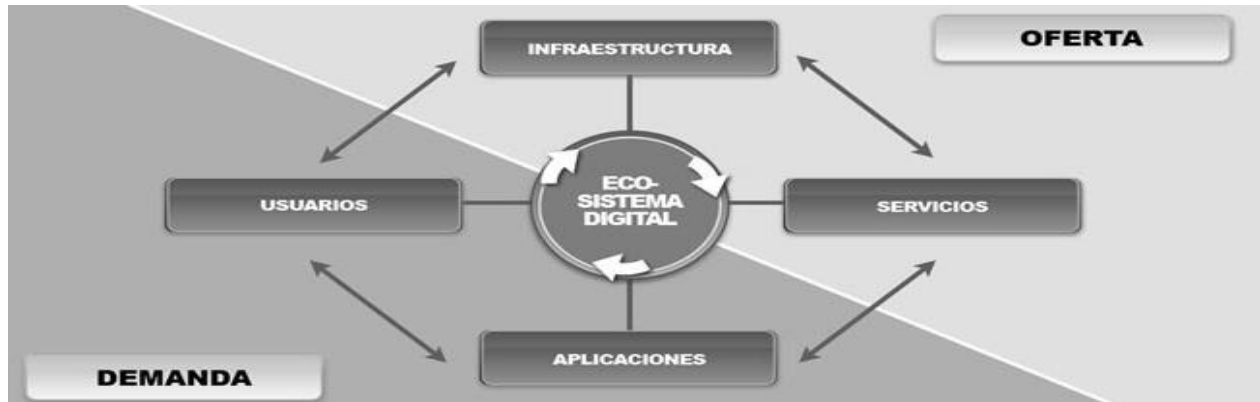 INFRAESTRUCTURA
OFERTA
USUARIOS
ECO-
SISTEMA
DIGITAL
SERVICIOS
APLICACIONES
DEMANDA